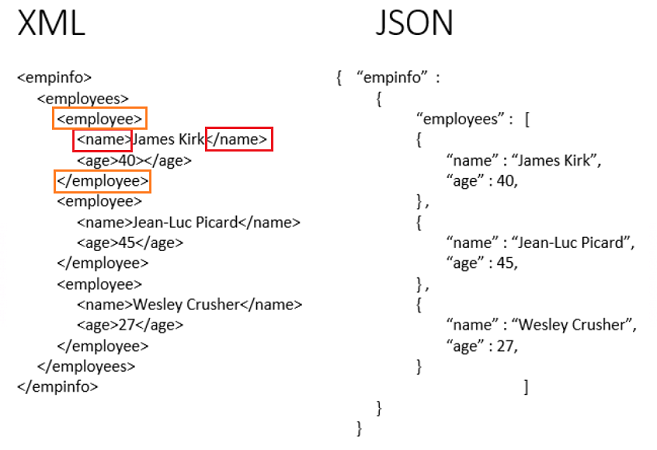 XML
<empinfo>
<employees>
<employee>
<name>James Kirk</name>
<age>40></age>
</employee>
<employee>
<name>Jean-Luc Picard</name>
<age>45</age>
</employee>
<employee>
<name>Wesley Crusher</name>
<age>27</age>
</employee>
</employees>
</empinfo>
JSON
{ “empinfo” :
{
“employees” : [
{
“name” : “James Kirk”,
“age” : 40,
} ,
{
“name” : “Jean-Luc Picard”,
“age” : 45,
} ,
{
“name” : “Wesley Crusher”,
“age” : 27,
}
]
}
}